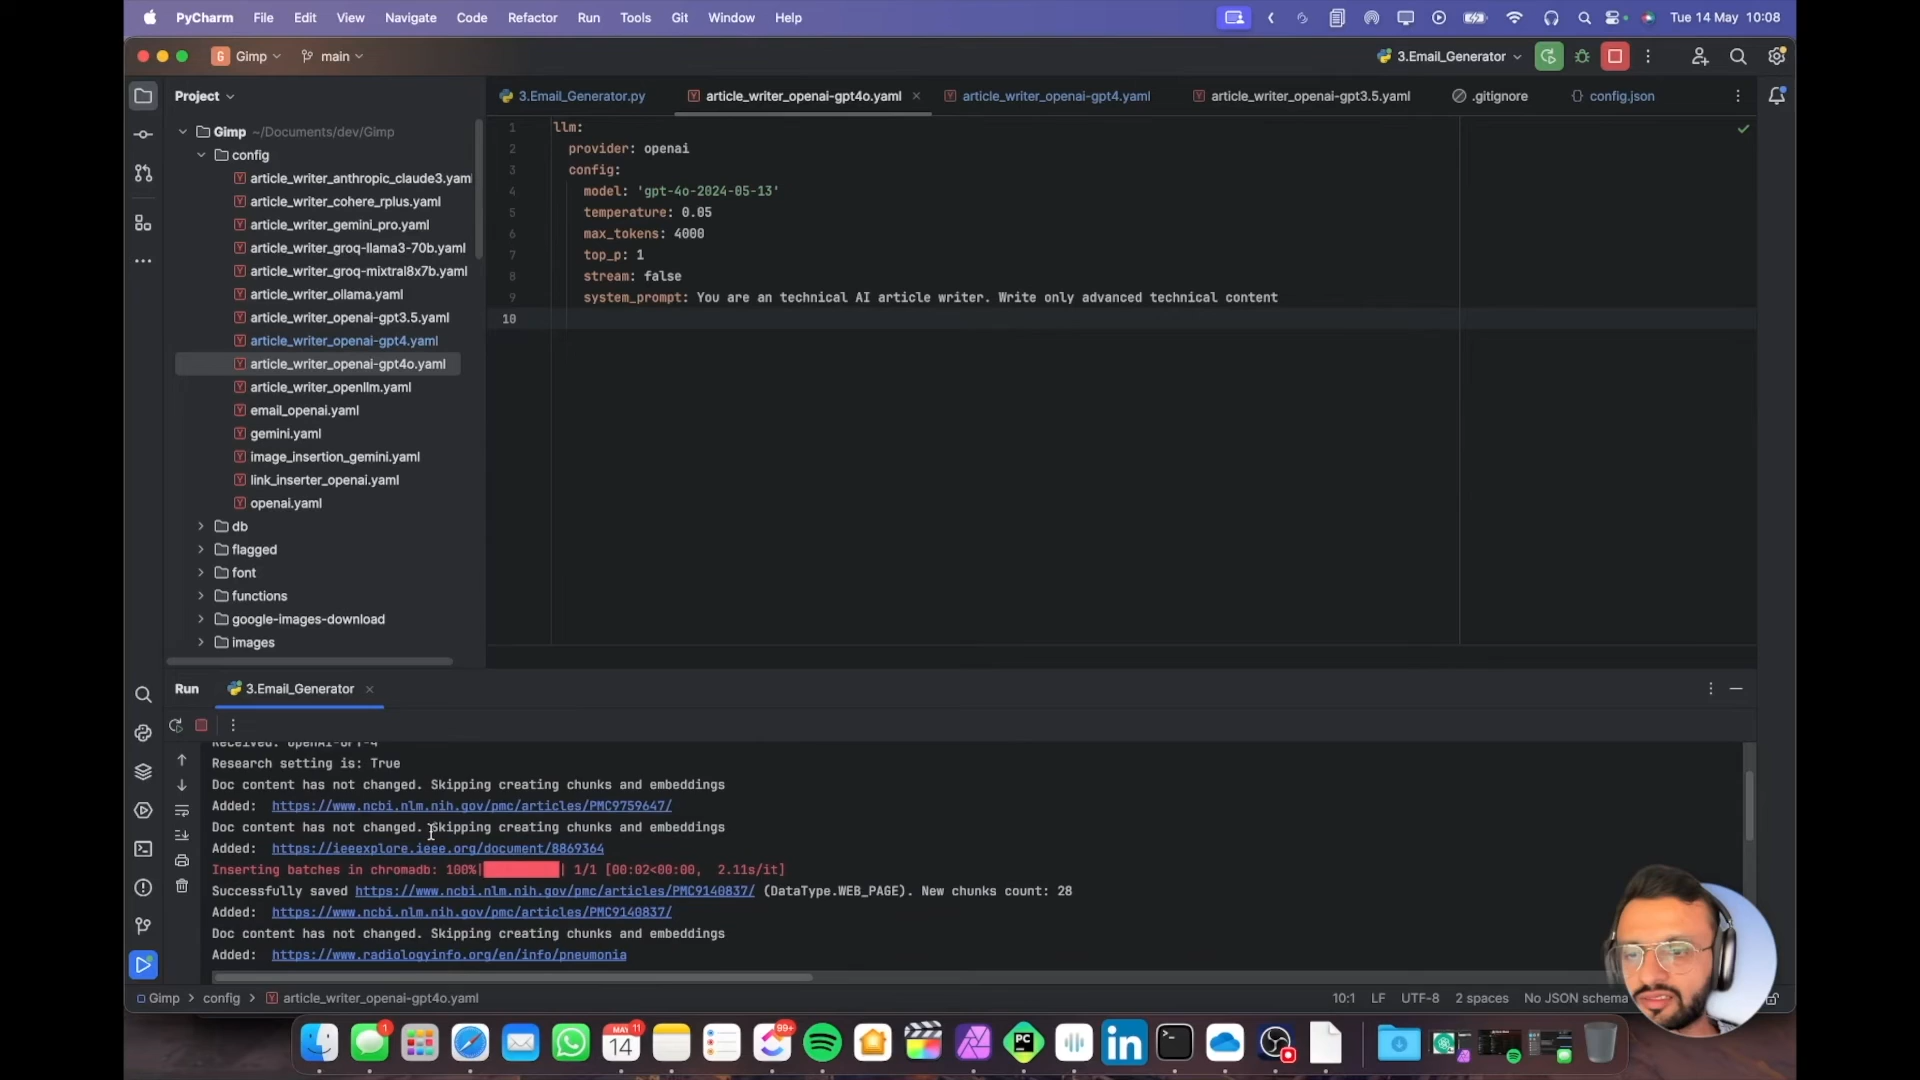 PyCharm File Edit View Navigate Code Refactor Run Tools Git Window Help Tue 14 May 10:08
G Gimp main 3.Email_Generator
Project 3.Email_Generator.py article_writer_openai-gpt4o.yaml article_writer_openai-gpt4.yaml article_writer_openai-gpt3.5.yaml .gitignore config.json
Gimp ~/Documents/dev/Gimp
config
article_writer_anthropic_claude3.yaml
article_writer_cohere_rplus.yaml
article_writer_gemini_pro.yaml
article_writer_groq-llama3-70b.yaml
article_writer_groq-mixtral8x7b.yaml
article_writer_ollama.yaml
article_writer_openai-gpt3.5.yaml
article_writer_openai-gpt4.yaml
article_writer_openai-gpt4o.yaml
article_writer_openllm.yaml
email_openai.yaml
gemini.yaml
image_insertion_gemini.yaml
link_inserter_openai.yaml
openai.yaml
db
flagged
font
functions
google-images-download
images
1 llm:
2 provider: openai
3 config:
4 model: 'gpt-4o-2024-05-13'
5 temperature: 0.05
6 max_tokens: 4000
7 top_p: 1
8 stream: false
9 system_prompt: You are an technical AI article writer. Write only advanced technical content
10
Run 3.Email_Generator
Received: OpenAI-GPT-4
Research setting is: True
Doc content has not changed. Skipping creating chunks and embeddings
Added: https://www.ncbi.nlm.nih.gov/pmc/articles/PMC9759647/
Doc content has not changed. Skipping creating chunks and embeddings
Added: https://ieeexplore.ieee.org/document/8869364
Inserting batches in chromadb: 100%| | 1/1 [00:02<00:00, 2.11s/it]
Successfully saved https://www.ncbi.nlm.nih.gov/pmc/articles/PMC9140837/ (DataType.WEB_PAGE). New chunks count: 28
Added: https://www.ncbi.nlm.nih.gov/pmc/articles/PMC9140837/
Doc content has not changed. Skipping creating chunks and embeddings
Added: https://www.radiologyinfo.org/en/info/pneumonia
Gimp > config > article_writer_openai-gpt4o.yaml 10:1 LF UTF-8 2 spaces No JSON schema
1 MAY 11 14 99+ PC in